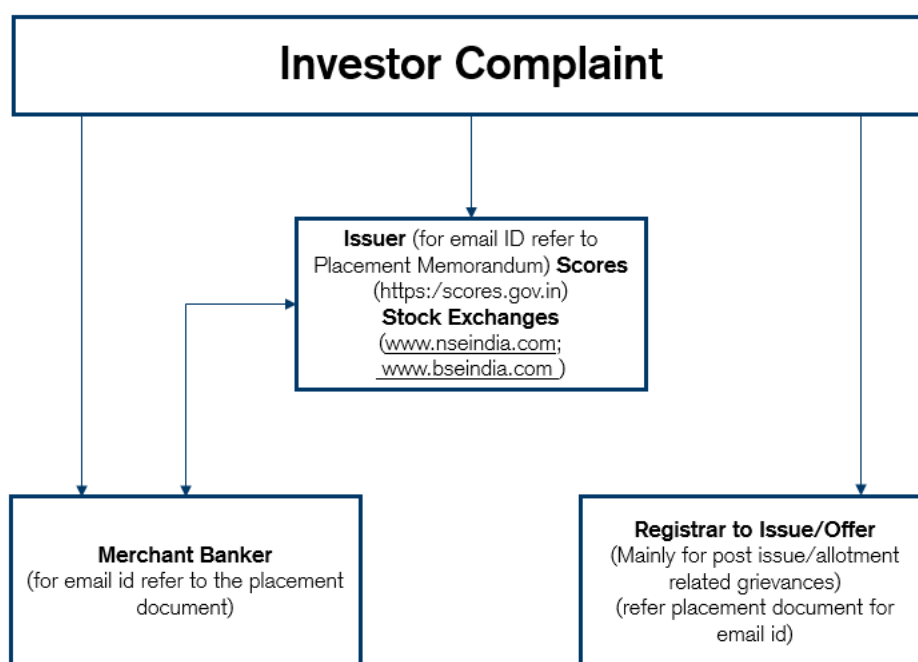 Investor Complaint
Issuer (for email ID refer to
Placement Memorandum) Scores
(https:/scores.gov.in)
Stock Exchanges
(www.nseindia.com;
www.bseindia.com )
Merchant Banker
(for email id refer to the placement
document)
Registrar to Issue/Offer
(Mainly for post issue/allotment
related grievances)
(refer placement document for
email id)